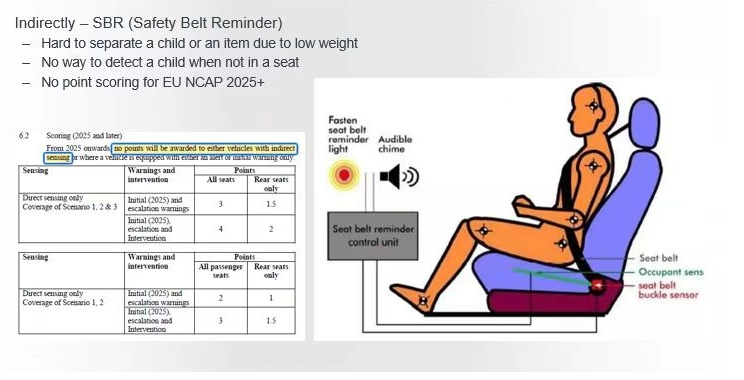 Indirectly – SBR (Safety Belt Reminder)
– Hard to separate a child or an item due to low weight
– No way to detect a child when not in a seat
– No point scoring for EU NCAP 2025+
6.2 Scoring (2025 and later)
From 2025 onwards no points will be awarded to either vehicles with indirect
sensing or where a vehicle is equipped with either an alert or initial warning only.
Sensing Warnings and Points
intervention All seats Rear seats
only
Direct sensing only Initial (2025) and 3 1.5
Coverage of Scenario 1, 2 & 3 escalation warnings
Initial (2025), 4 2
escalation and
Intervention
Sensing Warnings and Points
intervention All passenger Rear seats
seats only
Direct sensing only Initial (2025) and 2 1
Coverage of Scenario 1, 2 escalation warnings
Initial (2025), 3 1.5
escalation and
Intervention
Fasten
seat belt
reminder Audible
light chime
Seat belt reminder
control unit
Seat belt
Occupant sens
seat belt
buckle sensor